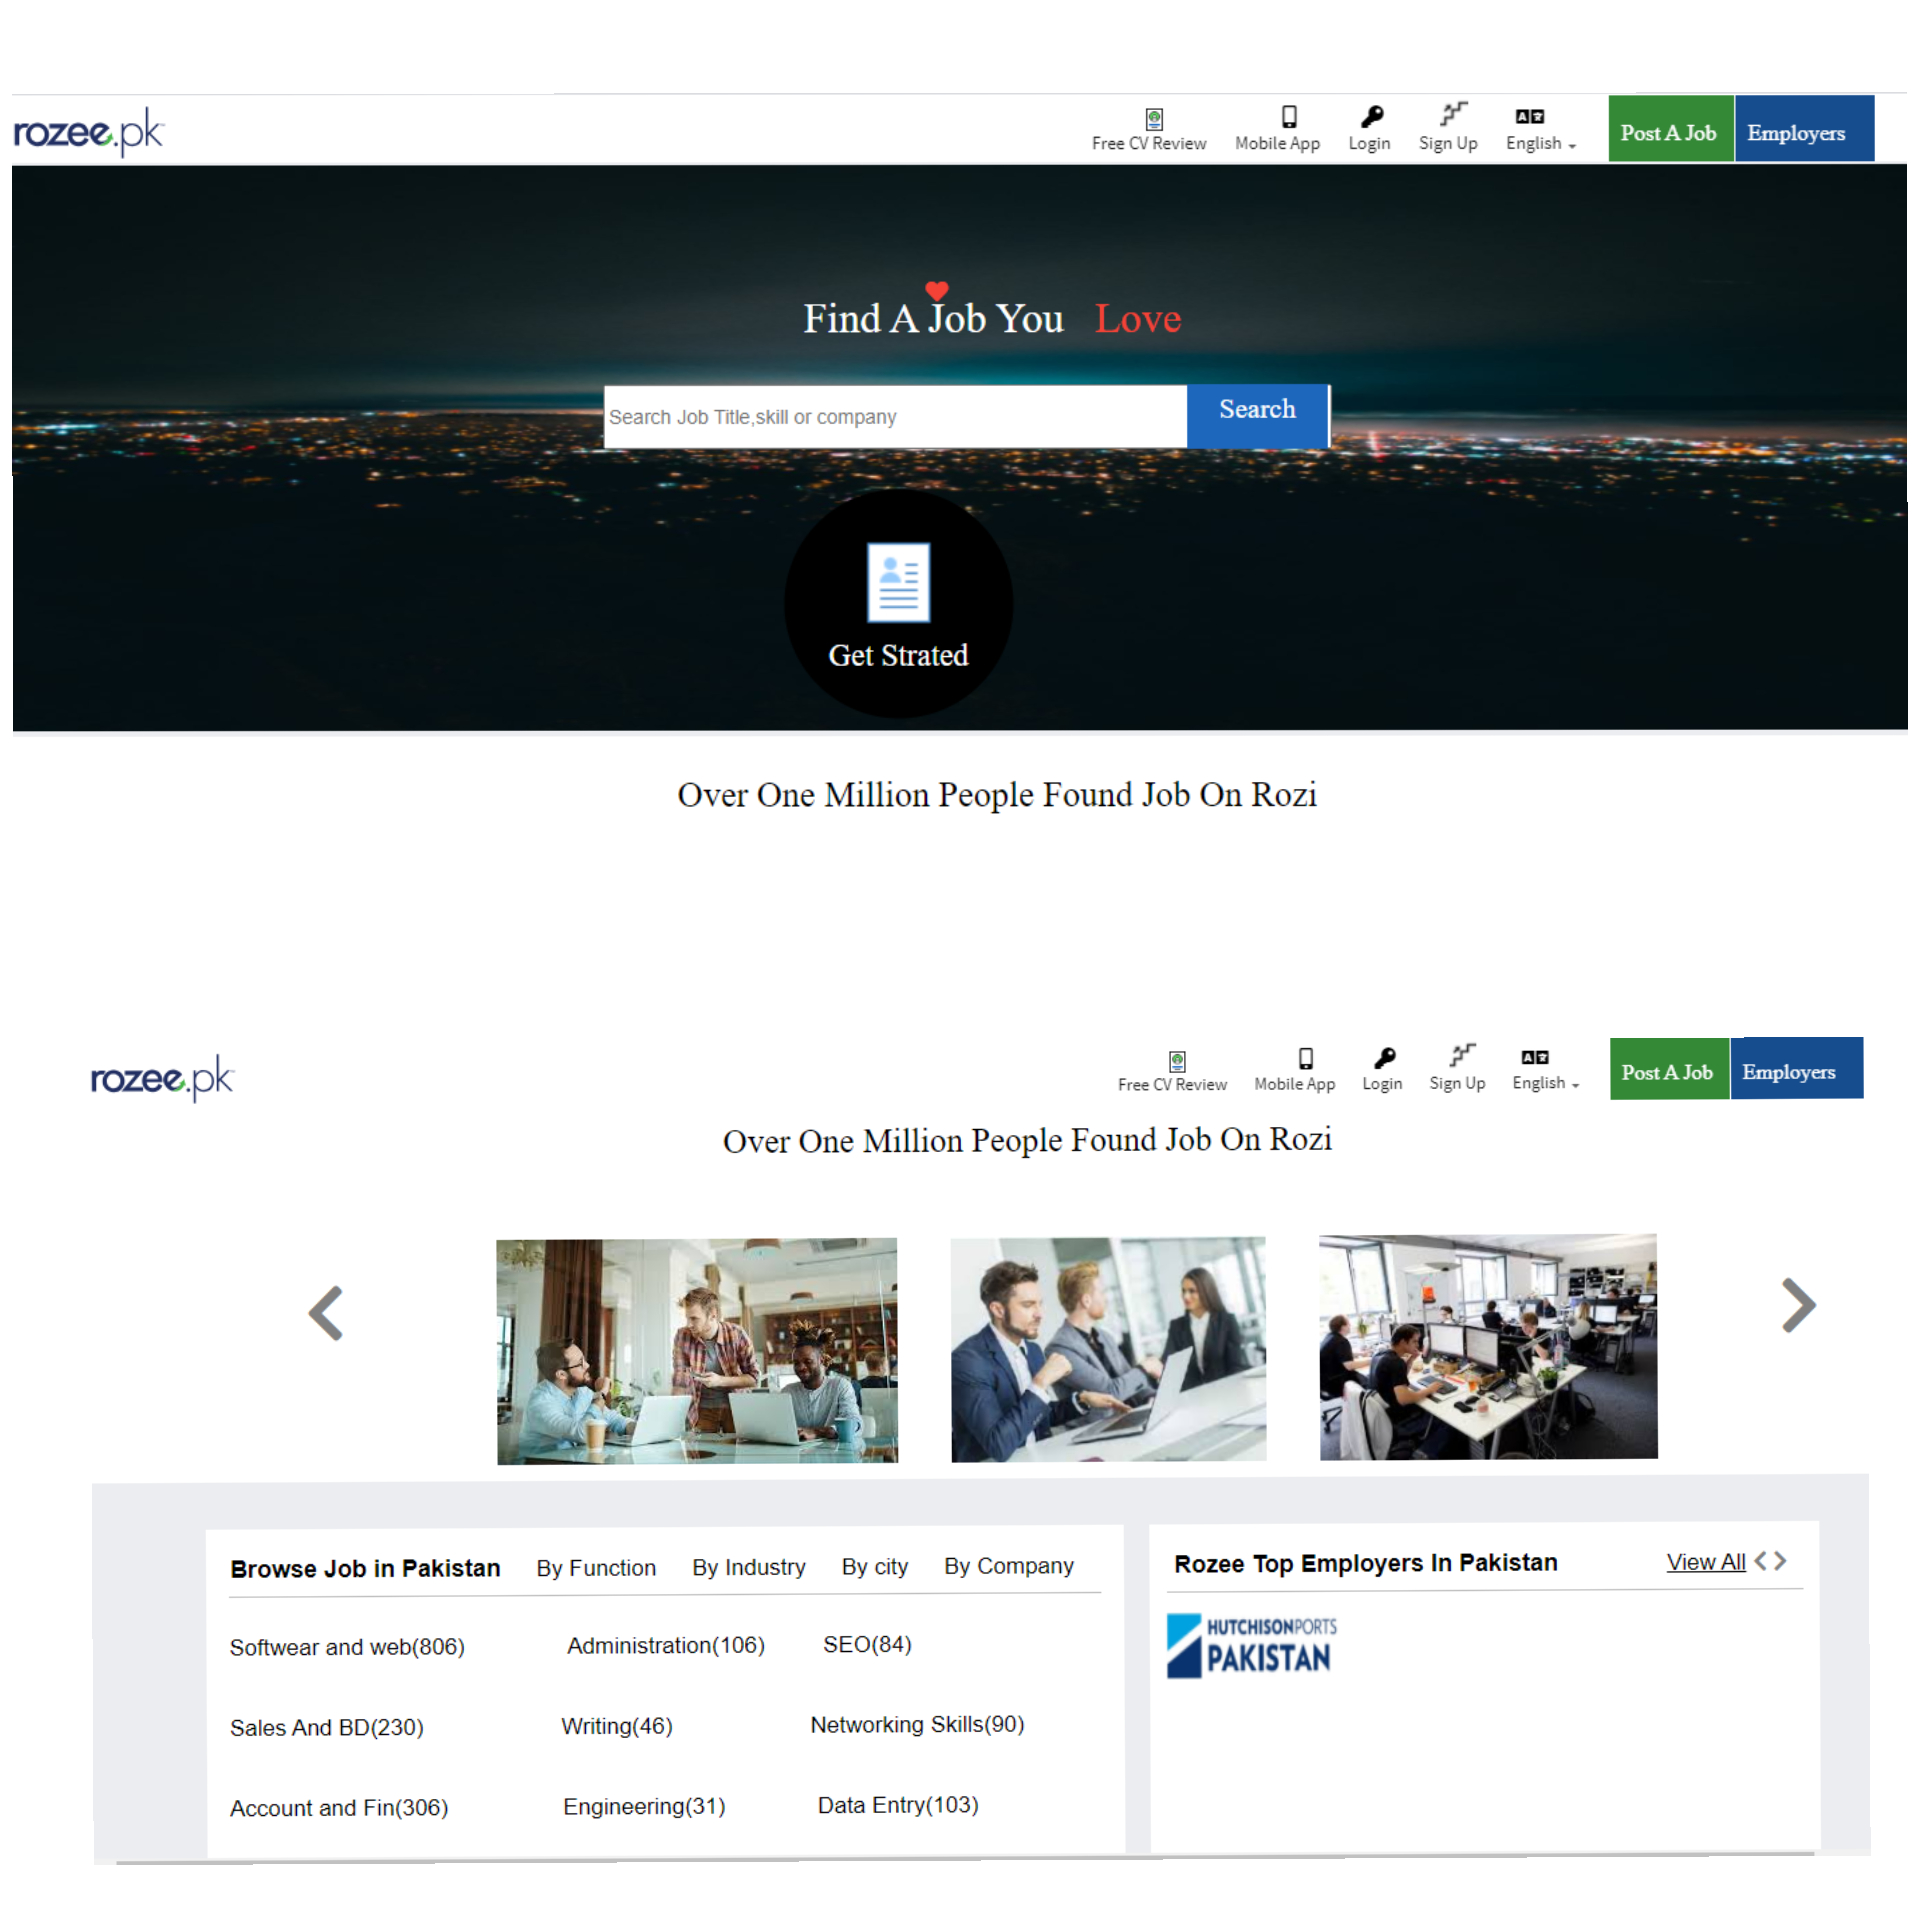 rozee.pk
Free CV Review Mobile App Login Sign Up English Post A Job Employers
Find A Job You Love
Search Job Title,skill or company Search
Get Strated
Over One Million People Found Job On Rozi
rozee.pk
Free CV Review Mobile App Login Sign Up English Post A Job Employers
Over One Million People Found Job On Rozi
Browse Job in Pakistan By Function By Industry By city By Company
Softwear and web(806) Administration(106) SEO(84)
Sales And BD(230) Writing(46) Networking Skills(90)
Account and Fin(306) Engineering(31) Data Entry(103)
Rozee Top Employers In Pakistan View All
HUTCHISONPORTS
PAKISTAN